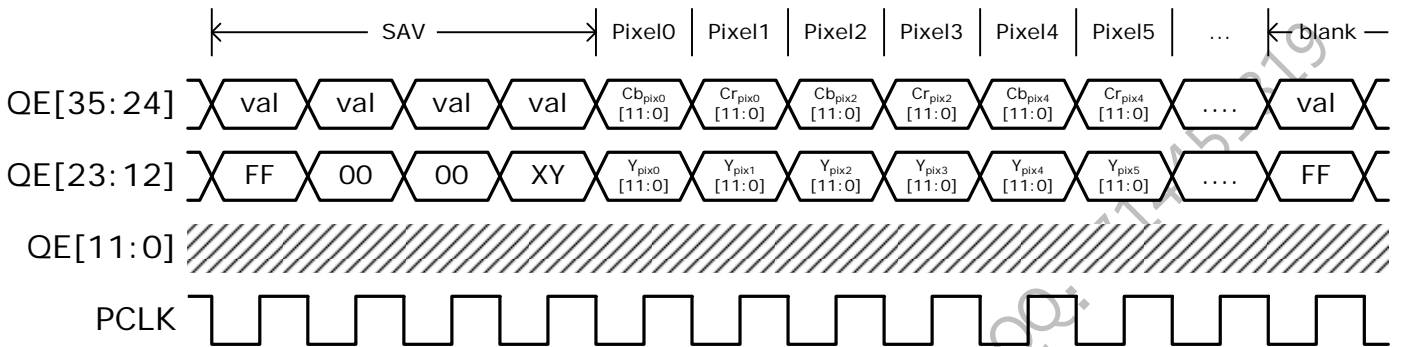 SAV Pixel0 Pixel1 Pixel2 Pixel3 Pixel4 Pixel5 ... blank
QE[35:24] val val val val Cbpix0 [11:0] Crpix0 [11:0] Cbpix2 [11:0] Crpix2 [11:0] Cbpix4 [11:0] Crpix4 [11:0] .... val
QE[23:12] FF 00 00 XY Ypix0 [11:0] Ypix1 [11:0] Ypix2 [11:0] Ypix3 [11:0] Ypix4 [11:0] Ypix5 [11:0] .... FF
QE[11:0]
PCLK